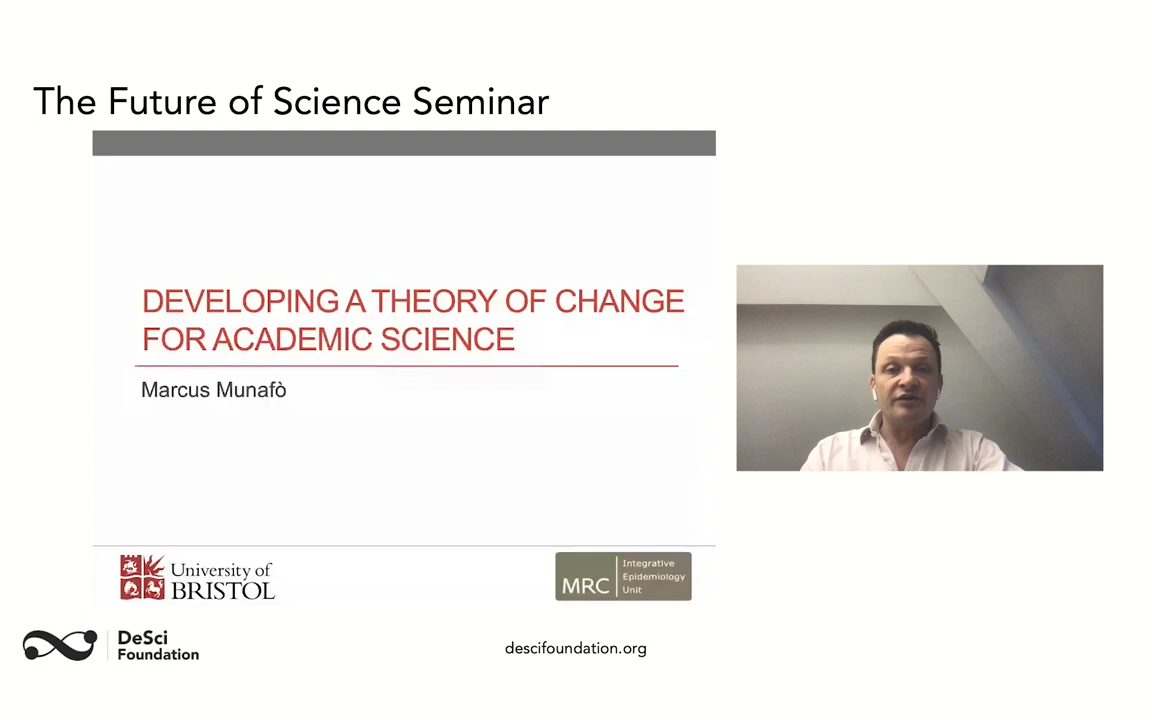 The Future of Science Seminar
DEVELOPING A THEORY OF CHANGE
FOR ACADEMIC SCIENCE
Marcus Munafò
University of
BRISTOL
MRC
Integrative
Epidemiology
Unit
DeSci
Foundation
descifoundation.org